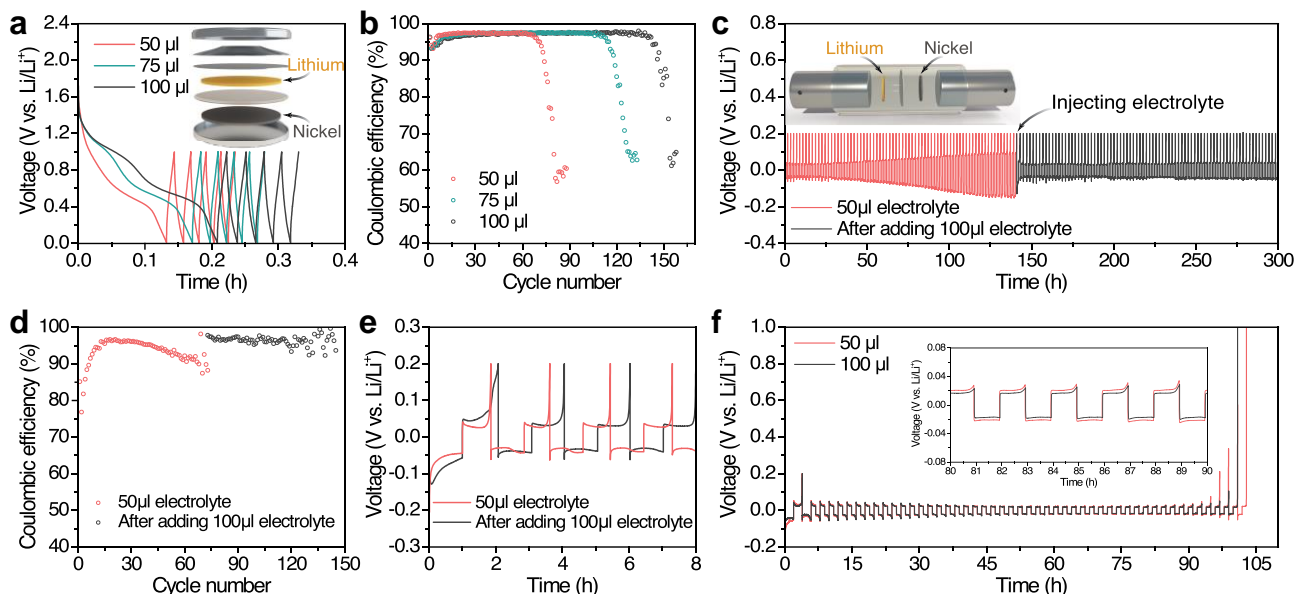 a
2.4
1.8
1.2
0.6
0.0
Voltage (V vs. Li/Li⁺)
50 µl
75 µl
100 µl
Lithium
Nickel
0.0 0.1 0.2 0.3 0.4
Time (h)
b
100
90
80
70
60
50
40
Coulombic efficiency (%)
50 µl
75 µl
100 µl
0 30 60 90 120 150
Cycle number
c
0.8
0.6
0.4
0.2
0.0
-0.2
-0.4
Voltage (V vs. Li/Li⁺)
Lithium
Nickel
Injecting electrolyte
50µl electrolyte
After adding 100µl electrolyte
0 50 100 150 200 250 300
Time (h)
d
100
90
80
70
60
50
40
Coulombic efficiency (%)
50µl electrolyte
After adding 100µl electrolyte
0 30 60 90 120 150
Cycle number
e
0.3
0.2
0.1
0.0
-0.1
-0.2
-0.3
Voltage (V vs. Li/Li⁺)
50µl electrolyte
After adding 100µl electrolyte
0 2 4 6 8
Time (h)
f
1.0
0.8
0.6
0.4
0.2
0.0
-0.2
Voltage (V vs. Li/Li⁺)
50 µl
100 µl
0.08
0.04
0.00
-0.04
-0.08
Voltage (V vs. Li/Li⁺)
80 81 82 83 84 85 86 87 88 89 90
Time (h)
0 15 30 45 60 75 90 105
Time (h)